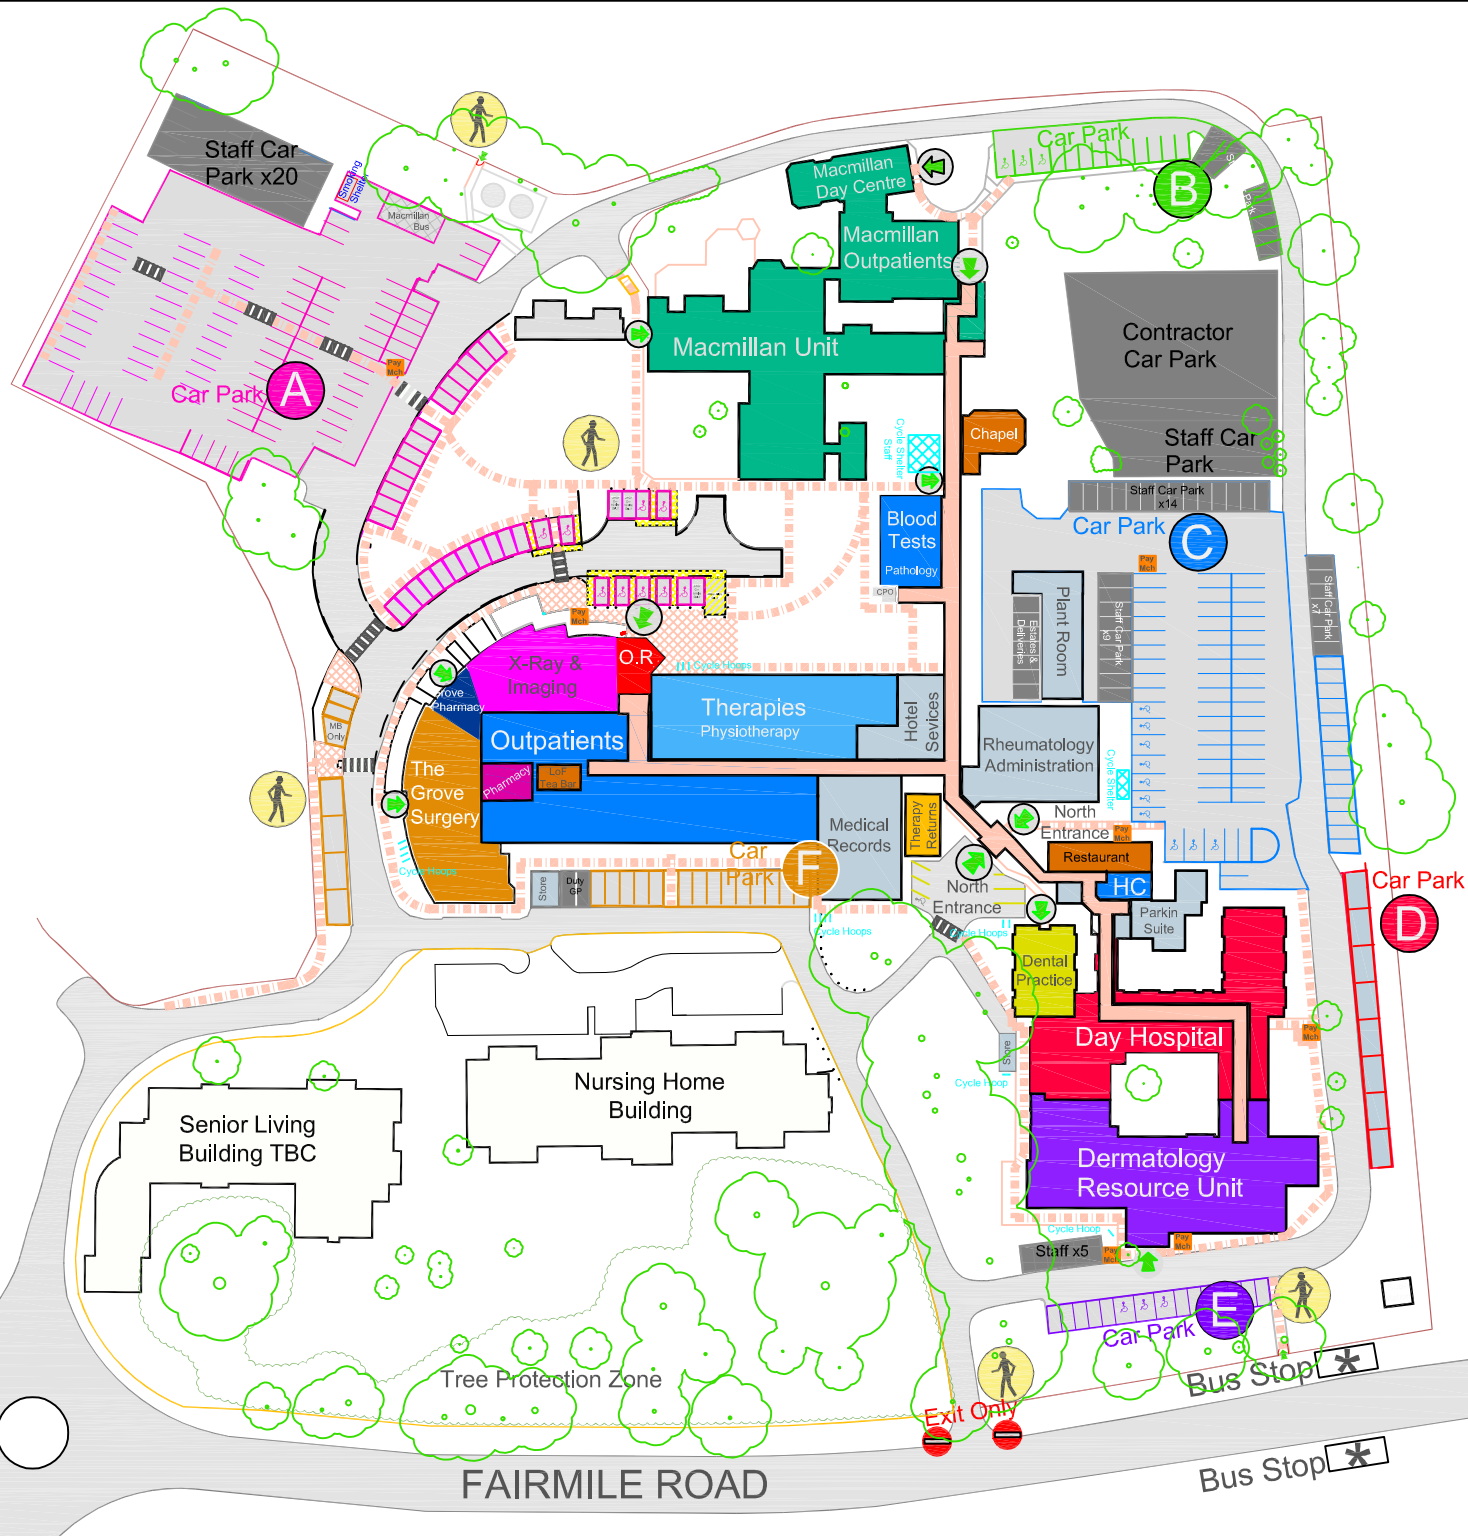 Staff Car
Park x20
Smoking
Shelter
Macmillan
Bus
Pay
Mch
Car Park
A
Macmillan
Day Centre
Macmillan
Outpatients
Macmillan Unit
Car Park
B
Park
Contractor
Car Park
Staff Car
Park
Staff Car Park
x14
Car Park
C
Chapel
Cycle Shelter
Staff
Blood
Tests
Pathology
CPO
Pay
Mch
Plant Room
Estates &
Deliveries
Staff Car Park
x9
Staff Car Park
x7
Pay
Mch
X-Ray &
Imaging
O.R
Cycle Hoops
Grove
Pharmacy
Therapies
Physiotherapy
Hotel
Sevices
Outpatients
Pharmacy
LoF
Tea Bar
MB
Only
The
Grove
Surgery
Cycle Hoops
Rheumatology
Administration
Cycle Shelter
North
Entrance
Pay
Mch
Restaurant
HC
Medical
Records
Therapy
Returns
Car
Park
F
Store
Duty
GP
Cycle Hoops
North
Entrance
Cycle Hoops
Parkin
Suite
Car Park
D
Dental
Practice
Day Hospital
Pay
Mch
Store
Cycle Hoop
Nursing Home
Building
Senior Living
Building TBC
Dermatology
Resource Unit
Cycle Hoop
Staff x5
Pay
Mch
Pay
Mch
E
Car Park
Tree Protection Zone
Bus Stop
*
Exit Only
Bus Stop
*
FAIRMILE ROAD